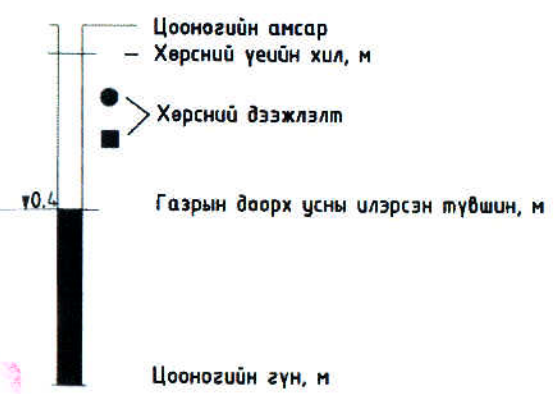 Цооногийн амсар
Хөрсний үеийн хил, м
Хөрсний дээжлэлт
▼0.4
Газрын доорх усны илэрсэн түвшин, м
Цооногийн гүн, м